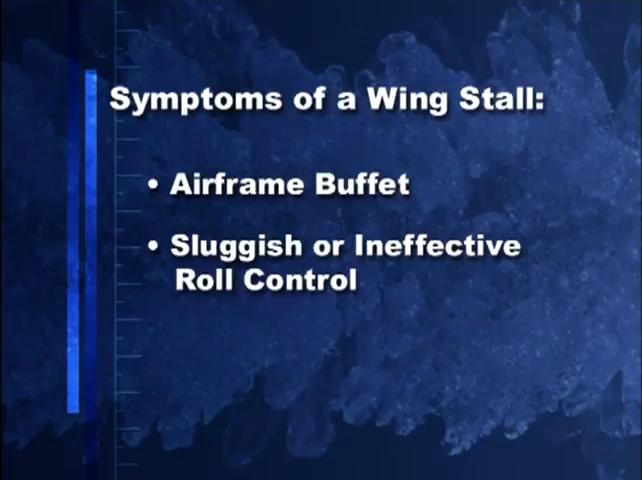 Symptoms of a Wing Stall:
• Airframe Buffet
• Sluggish or Ineffective
Roll Control